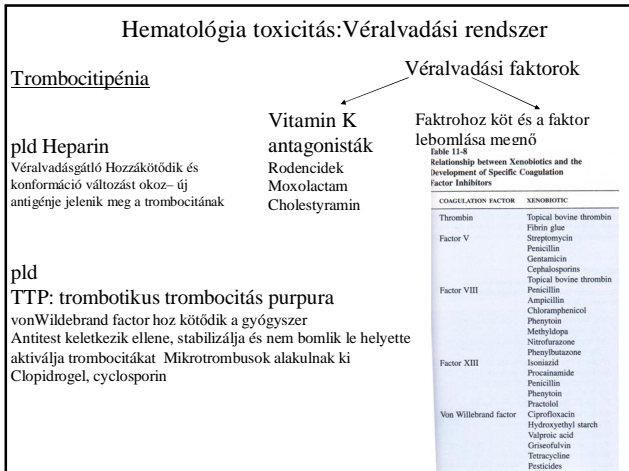 Hematológia toxicitás:Véralvadási rendszer
Trombocitipénia
pld Heparin
Véralvadásgátló Hozzákötődik és
konformáció változást okoz– új
antigénje jelenik meg a trombocitának
Véralvadási faktorok
Vitamin K
antagonisták
Rodencidek
Moxolactam
Cholestyramin
Faktrohoz köt és a faktor
lebomlása megnő
Table 11-8
Relationship between Xenobiotics and the
Development of Specific Coagulation
Factor Inhibitors
COAGULATION FACTOR XENOBIOTIC
Thrombin Topical bovine thrombin
Fibrin glue
Factor V Streptomycin
Penicillin
Gentamicin
Cephalosporins
Topical bovine thrombin
Factor VIII Penicillin
Ampicillin
Chloramphenicol
Phenytoin
Methyldopa
Nitrofurazone
Phenylbutazone
Factor XIII Isoniazid
Procainamide
Penicillin
Phenytoin
Practolol
Von Willebrand factor Ciprofloxacin
Hydroxyethyl starch
Valproic acid
Griseofulvin
Tetracycline
Pesticides
pld
TTP: trombotikus trombocitás purpura
vonWildebrand factor hoz kötődik a gyógyszer
Antitest keletkezik ellene, stabilizálja és nem bomlik le helyette
aktiválja trombocitákat Mikrotrombusok alakulnak ki
Clopidrogel, cyclosporin